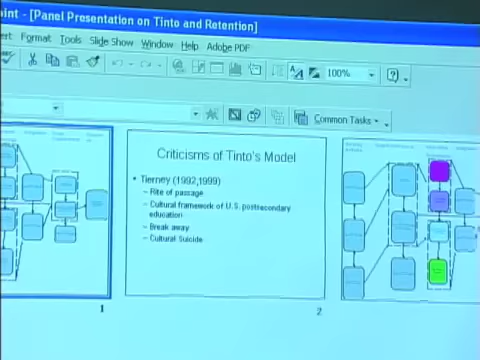 oint - [Panel Presentation on Tinto and Retention]
ert Format Tools Slide Show Window Help Adobe PDF
100%
Common Tasks
Criticisms of Tinto's Model
• Tierney (1992,1999)
– Rite of passage
– Cultural framework of U.S. postsecondary
education
– Break away
– Cultural Suicide
1
2